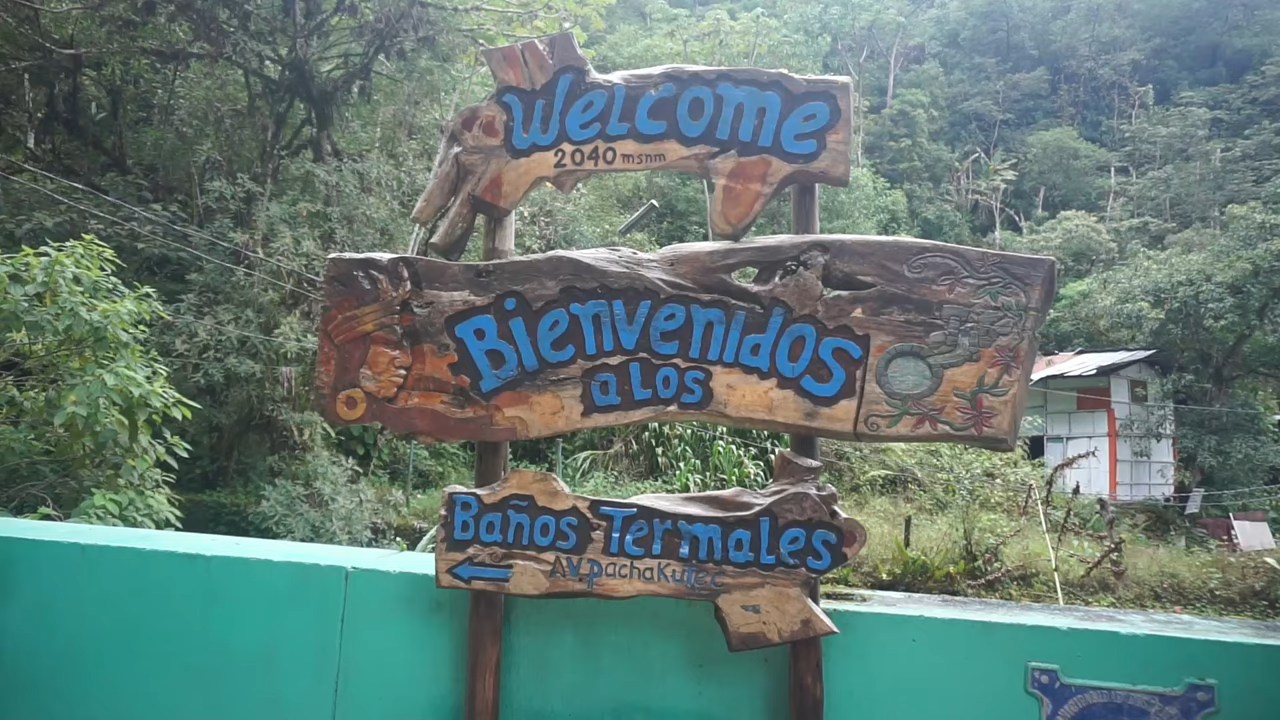 Welcome
2040 msnm
Bienvenidos
a Los
Baños Termales
Av. pachakutec